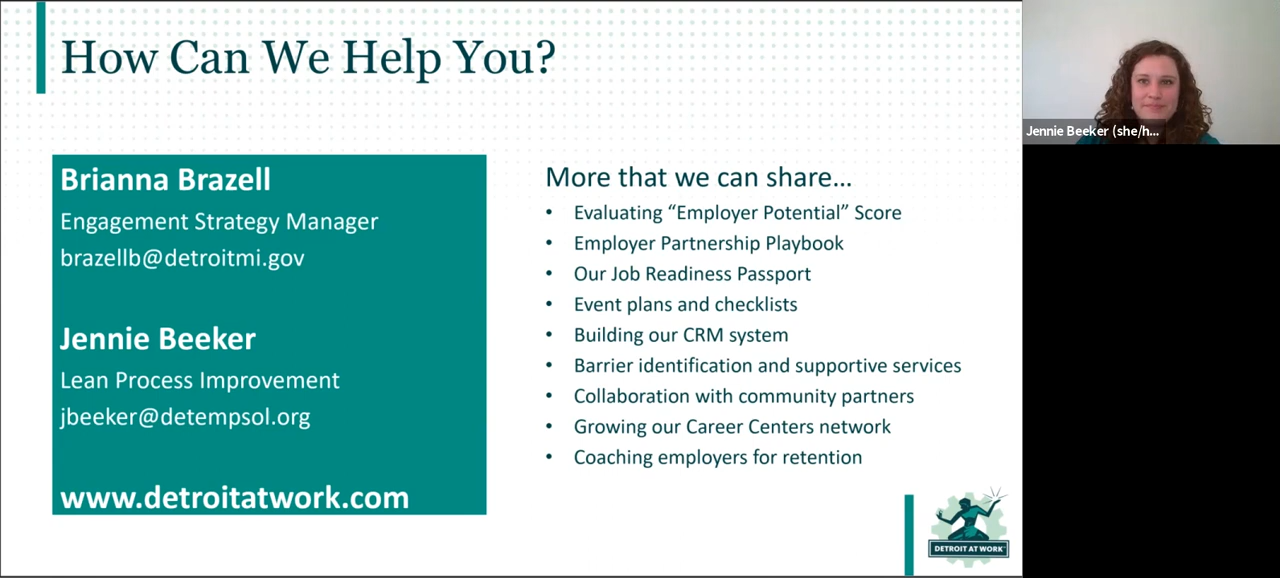 How Can We Help You?
Brianna Brazell
Engagement Strategy Manager
brazellb@detroitmi.gov
Jennie Beeker
Lean Process Improvement
jbeeker@detempsol.org
www.detroitatwork.com
More that we can share...
• Evaluating “Employer Potential” Score
• Employer Partnership Playbook
• Our Job Readiness Passport
• Event plans and checklists
• Building our CRM system
• Barrier identification and supportive services
• Collaboration with community partners
• Growing our Career Centers network
• Coaching employers for retention
DETROIT AT WORK
Jennie Beeker (she/h...